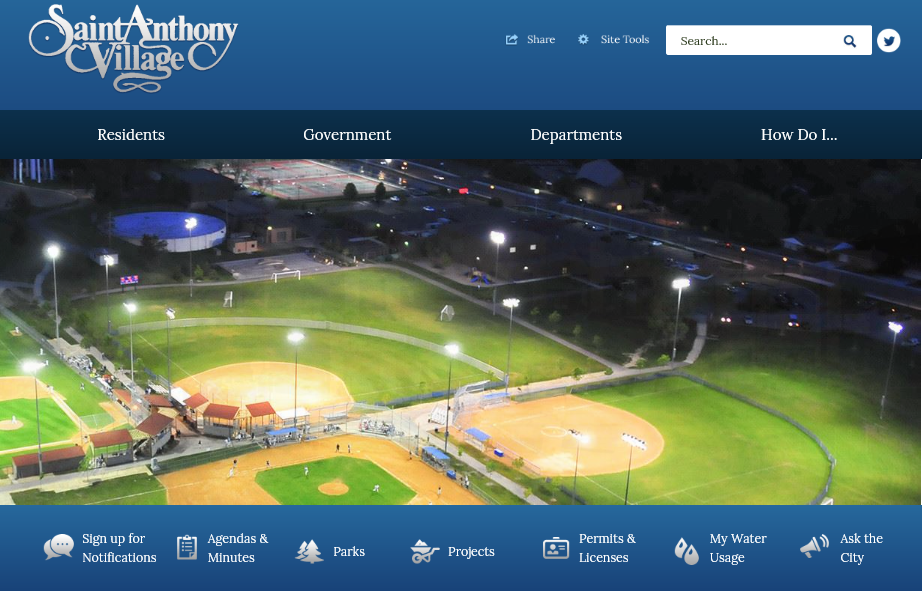 Saint Anthony
Village
Share
Site Tools
Search...
Residents
Government
Departments
How Do I...
Sign up for
Notifications
Agendas &
Minutes
Parks
Projects
Permits &
Licenses
My Water
Usage
Ask the
City